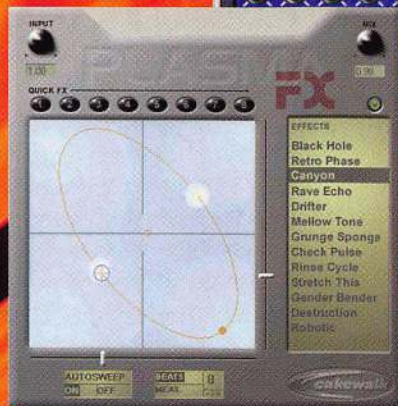 INPUT
MIX
1.00
0.90
PLASMA
FX
QUICK FX
1 2 3 4 5 6 7 8
EFFECTS
Black Hole
Retro Phase
Canyon
Rave Echo
Drifter
Mellow Tone
Grunge Sponge
Check Pulse
Rinse Cycle
Stretch This
Gender Bender
Destruction
Robotic
AUTOSWEEP
ON OFF
BEATS 8
MEAS
cakewalk